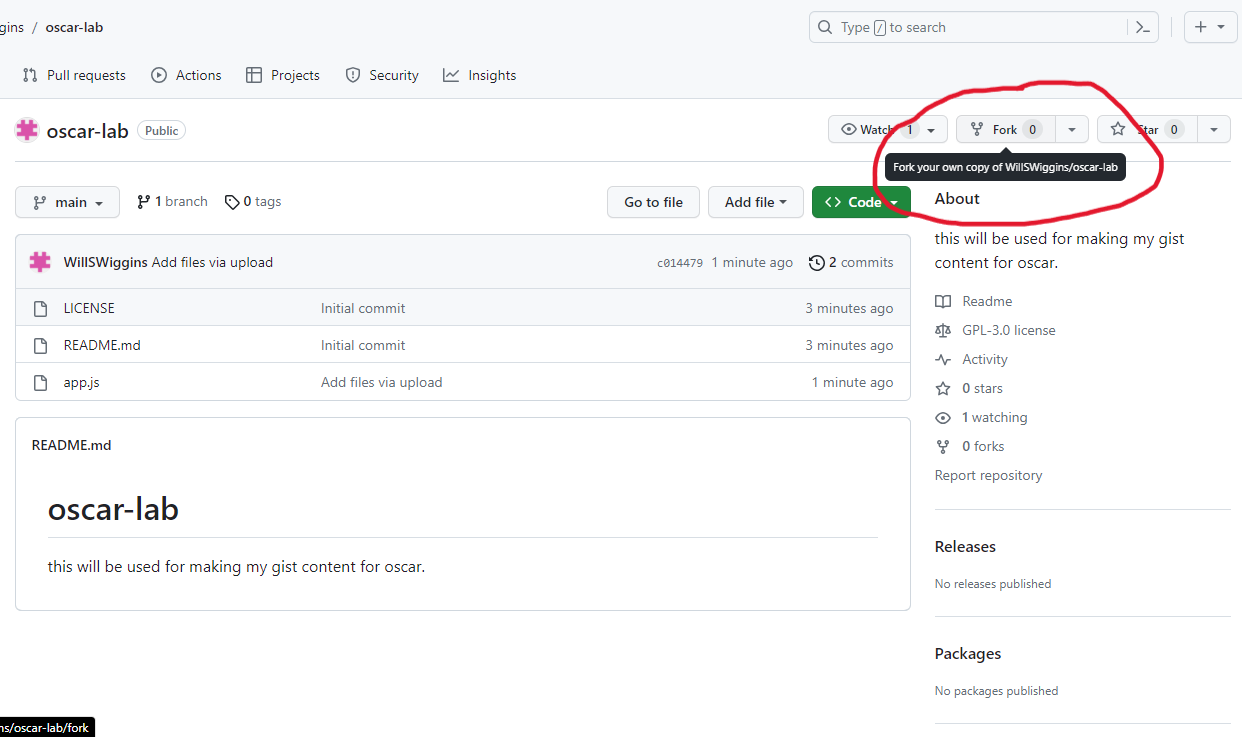 gins / oscar-lab
Type / to search
Pull requests Actions Projects Security Insights
oscar-lab Public
Watch 1 Fork 0 Star 0
Fork your own copy of WillSWiggins/oscar-lab
main 1 branch 0 tags Go to file Add file Code
About
this will be used for making my gist
content for oscar.
WillSWiggins Add files via upload c014479 1 minute ago 2 commits
LICENSE Initial commit 3 minutes ago
README.md Initial commit 3 minutes ago
app.js Add files via upload 1 minute ago
Readme
GPL-3.0 license
Activity
0 stars
1 watching
0 forks
Report repository
README.md
oscar-lab
this will be used for making my gist content for oscar.
Releases
No releases published
Packages
No packages published
ns/oscar-lab/fork